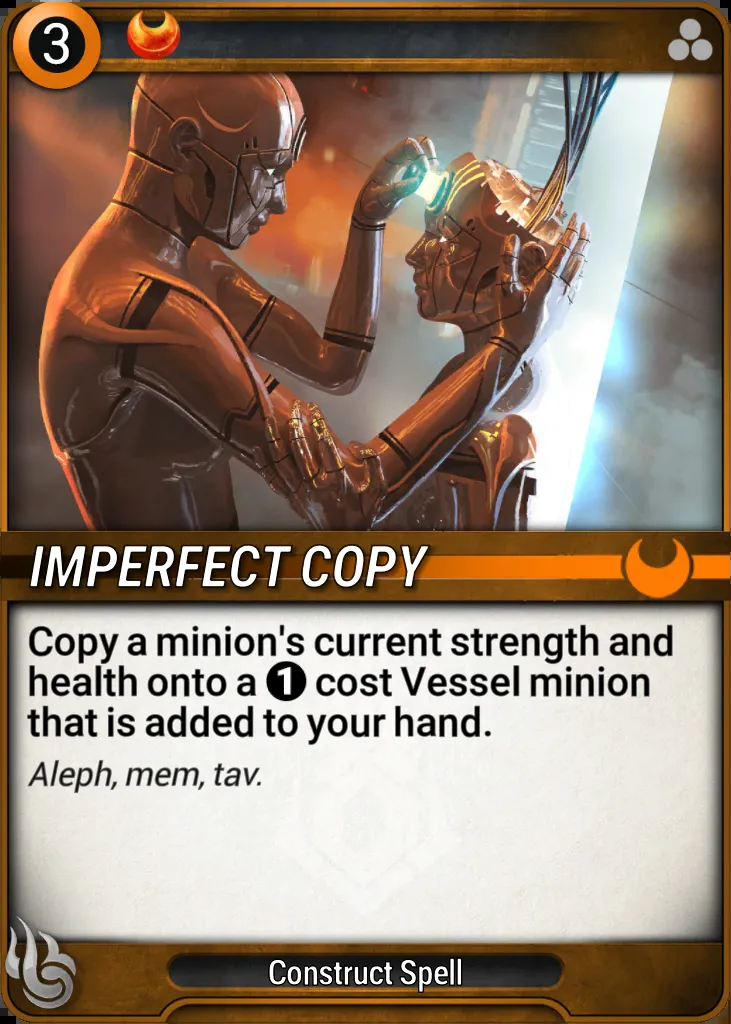 3
IMPERFECT COPY
Copy a minion's current strength and
health onto a 1 cost Vessel minion
that is added to your hand.
Aleph, mem, tav.
Construct Spell